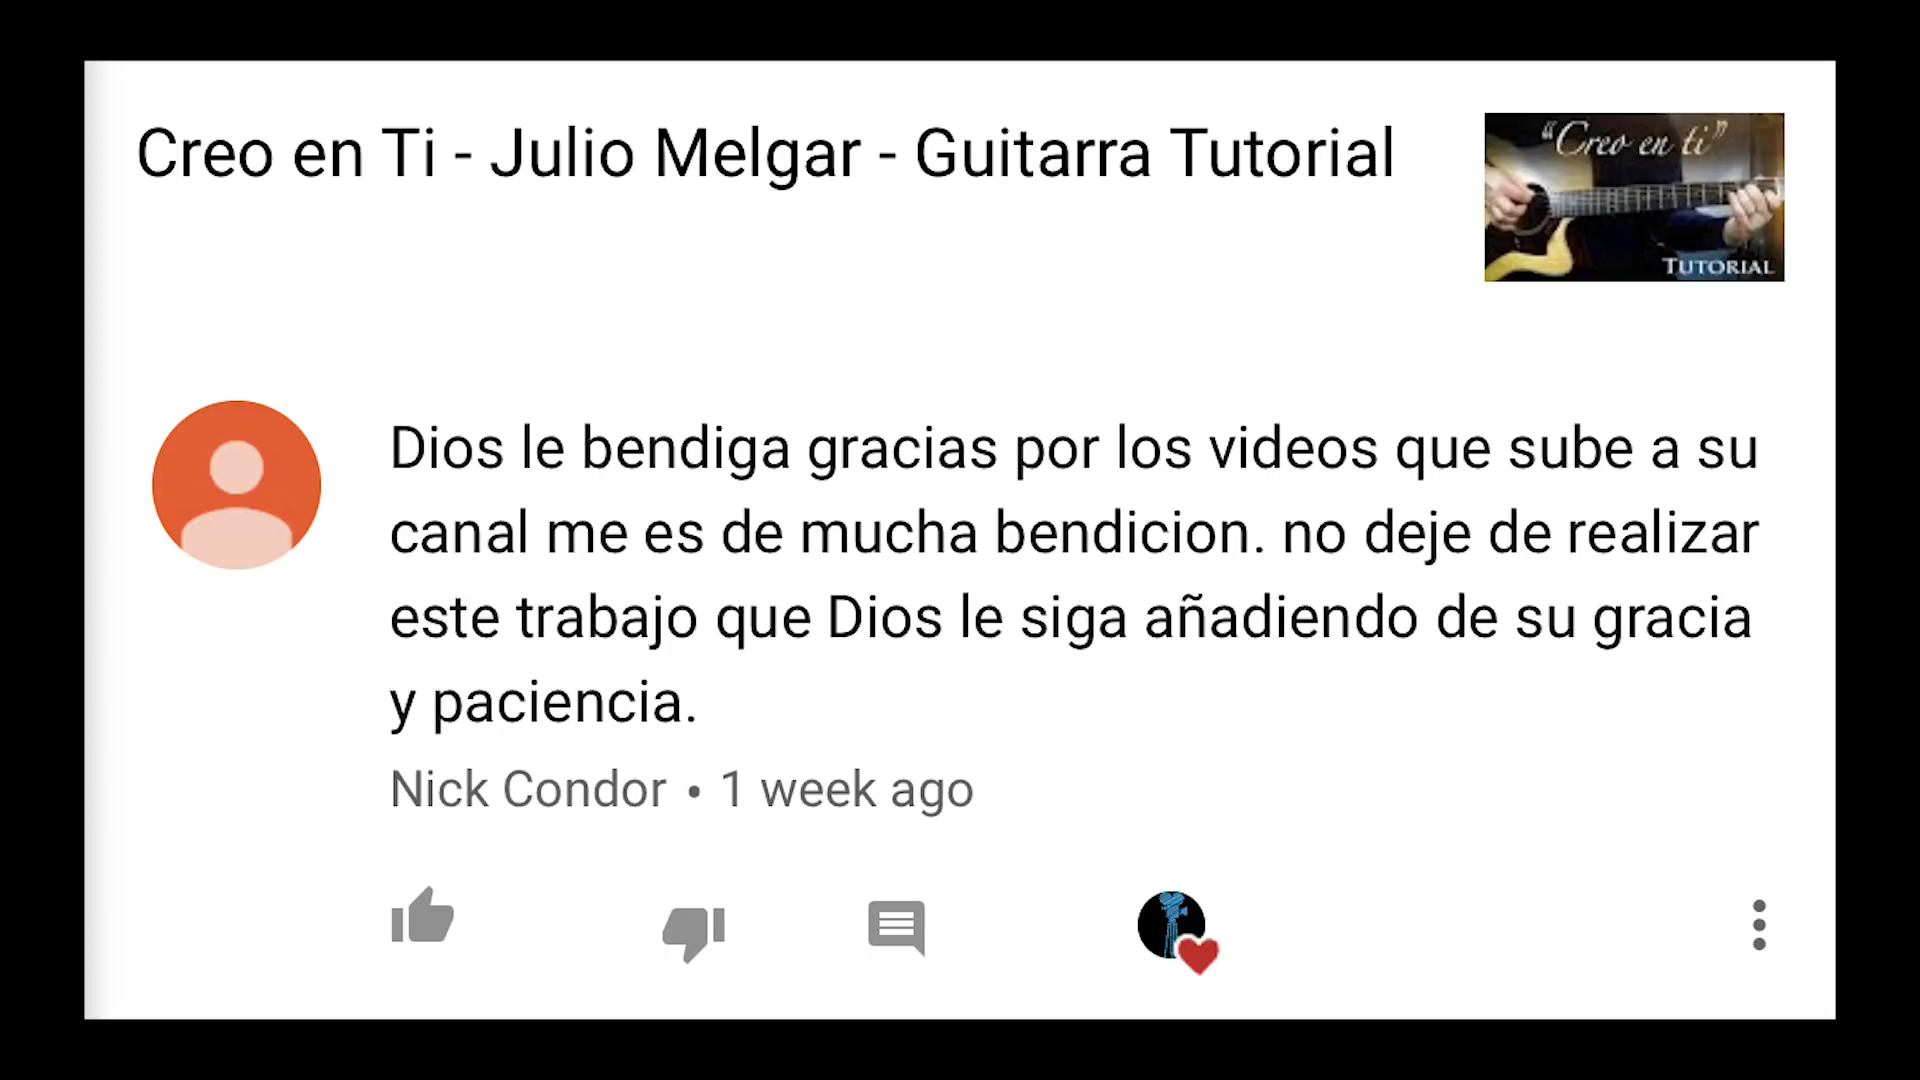 Creo en Ti - Julio Melgar - Guitarra Tutorial
“Creo en ti”
TUTORIAL
Dios le bendiga gracias por los videos que sube a su
canal me es de mucha bendicion. no deje de realizar
este trabajo que Dios le siga añadiendo de su gracia
y paciencia.
Nick Condor • 1 week ago